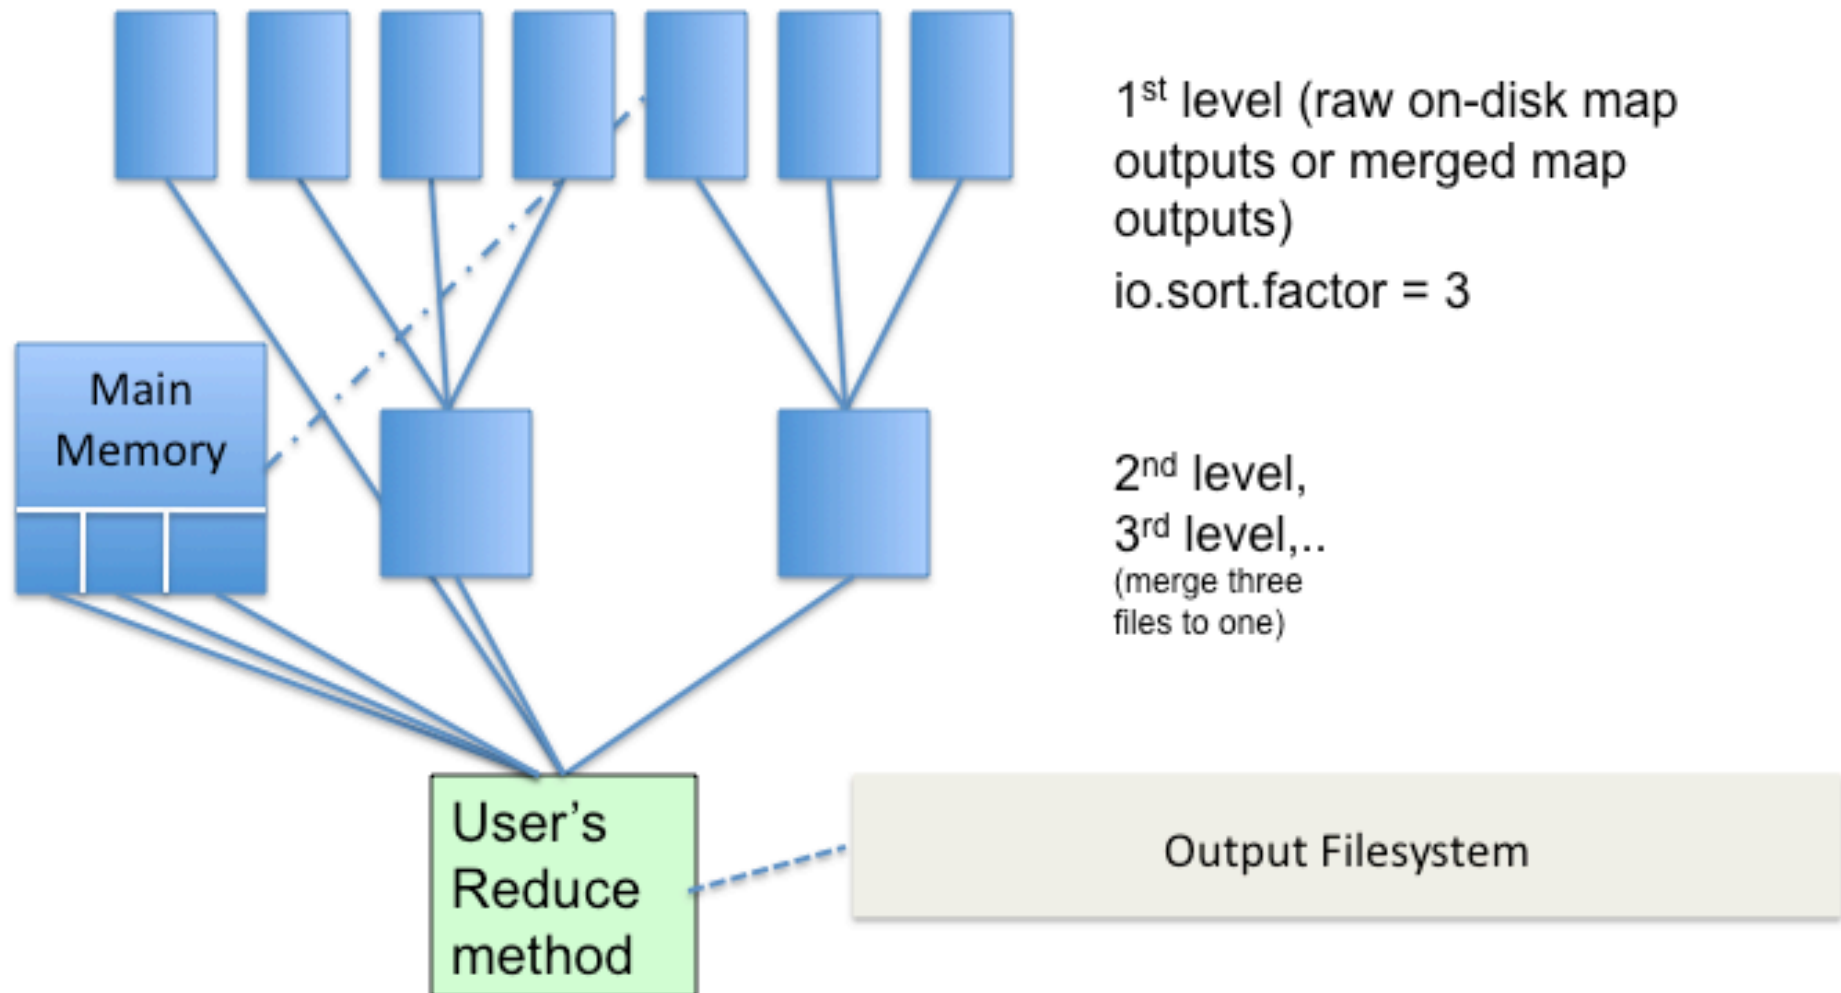 1st level (raw on-disk map
outputs or merged map
outputs)
io.sort.factor = 3
Main
Memory
2nd level,
3rd level,..
(merge three
files to one)
User’s
Reduce
method
Output Filesystem